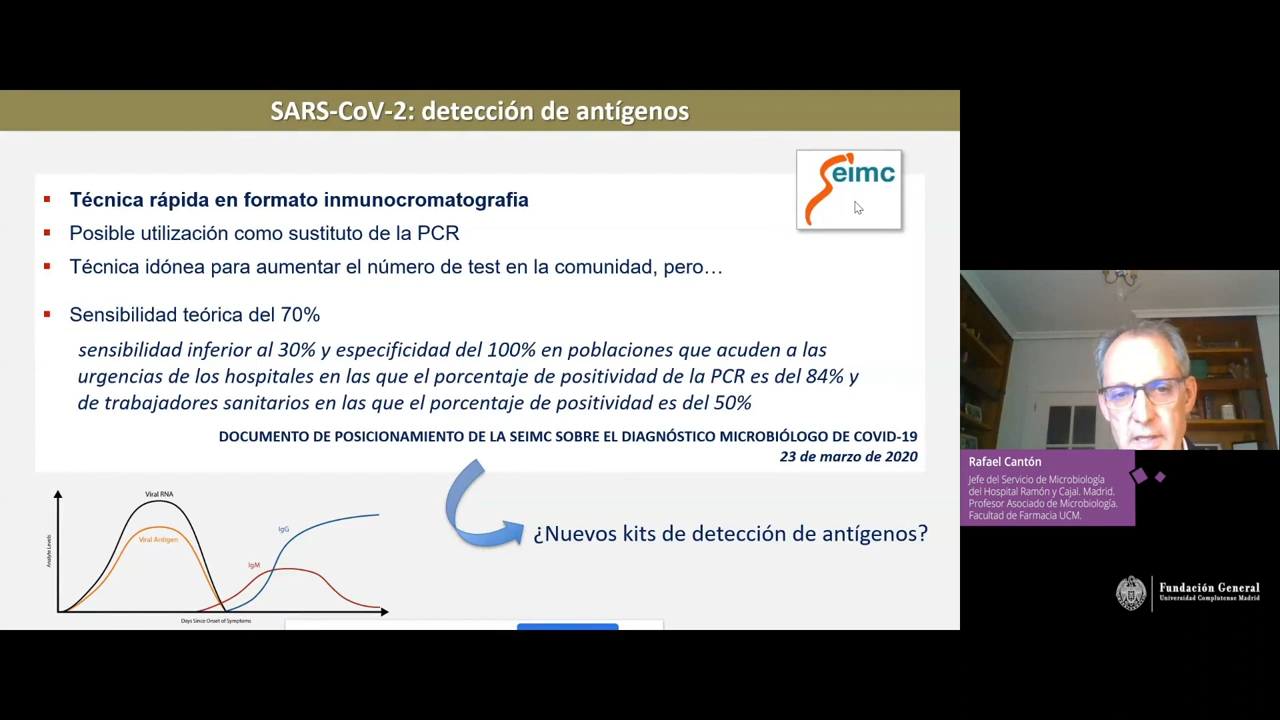 SARS-CoV-2: detección de antígenos
Seimc
Técnica rápida en formato inmunocromatografia
Posible utilización como sustituto de la PCR
Técnica idónea para aumentar el número de test en la comunidad, pero…
Sensibilidad teórica del 70%
sensibilidad inferior al 30% y especificidad del 100% en poblaciones que acuden a las
urgencias de los hospitales en las que el porcentaje de positividad de la PCR es del 84% y
de trabajadores sanitarios en las que el porcentaje de positividad es del 50%
DOCUMENTO DE POSICIONAMIENTO DE LA SEIMC SOBRE EL DIAGNÓSTICO MICROBIÓLOGO DE COVID-19
23 de marzo de 2020
¿Nuevos kits de detección de antígenos?
Viral RNA
Viral Antigen
IgG
IgM
Analyte Levels
Days Since Onset of Symptoms
Rafael Cantón
Jefe del Servicio de Microbiología
del Hospital Ramón y Cajal. Madrid.
Profesor Asociado de Microbiología.
Facultad de Farmacia UCM.
Fundación General
Universidad Complutense Madrid